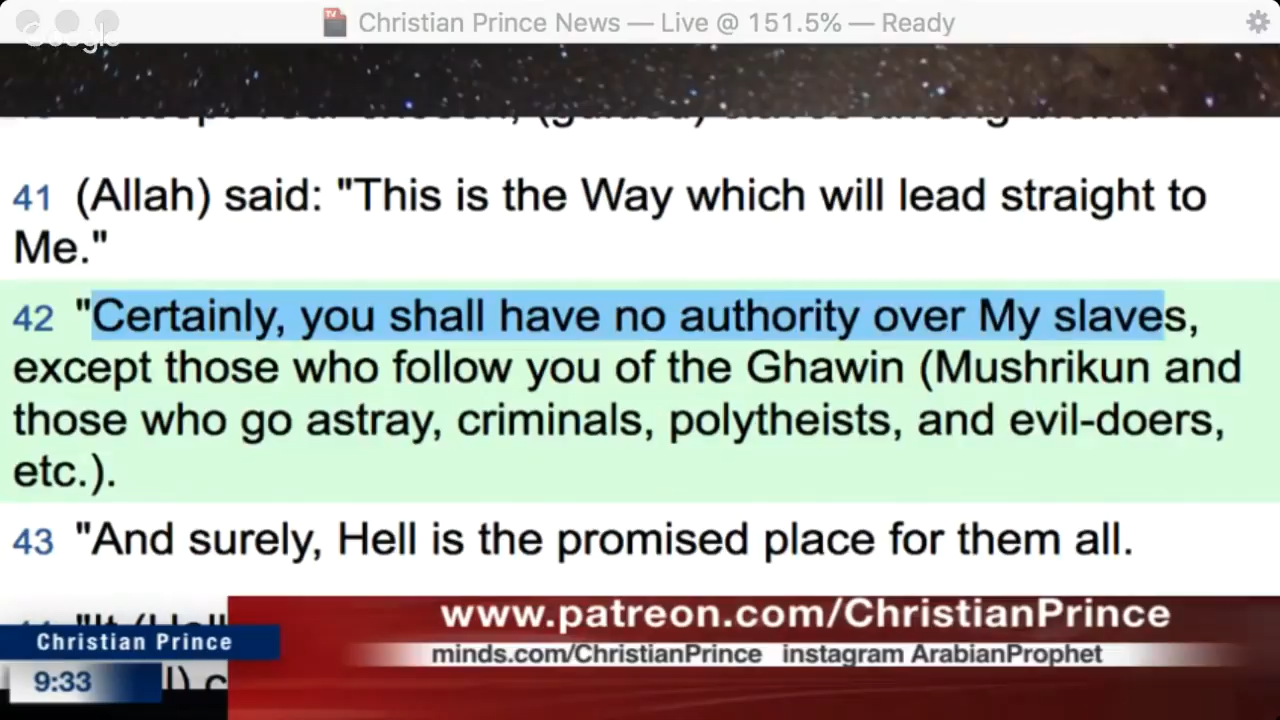 Christian Prince News — Live @ 151.5% — Ready
Google
41 (Allah) said: "This is the Way which will lead straight to
Me."
42 "Certainly, you shall have no authority over My slaves,
except those who follow you of the Ghawin (Mushrikun and
those who go astray, criminals, polytheists, and evil-doers,
etc.).
43 "And surely, Hell is the promised place for them all.
www.patreon.com/ChristianPrince
Christian Prince
minds.com/ChristianPrince instagram ArabianProphet
9:33